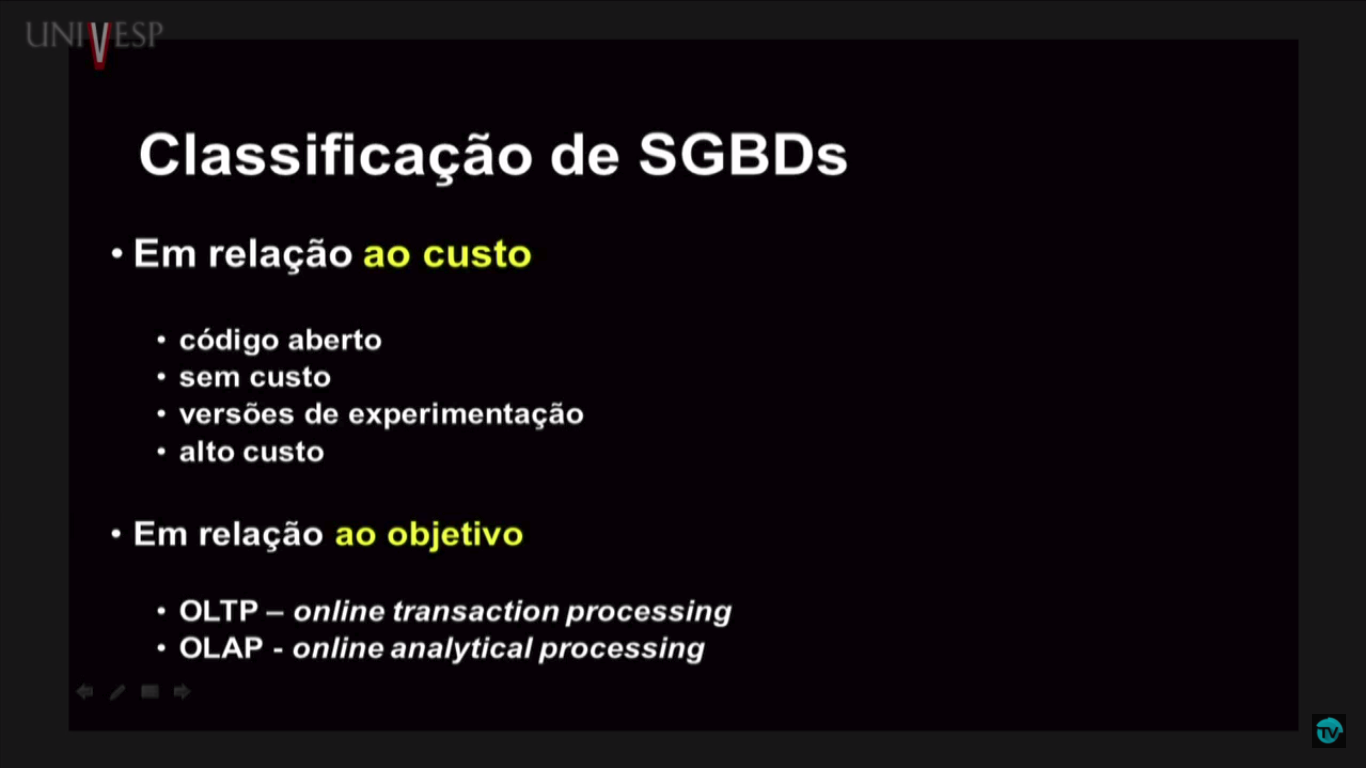 UNIVESP
Classificação de SGBDs
• Em relação ao custo
• código aberto
• sem custo
• versões de experimentação
• alto custo
• Em relação ao objetivo
• OLTP – online transaction processing
• OLAP - online analytical processing
TV